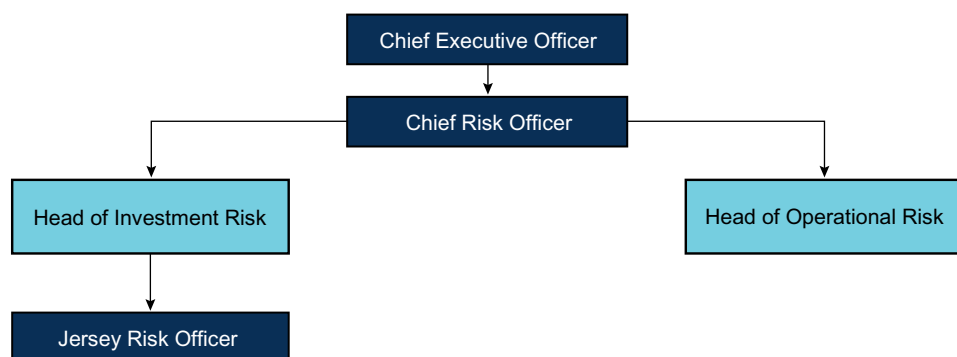 Chief Executive Officer
Chief Risk Officer
Head of Investment Risk
Head of Operational Risk
Jersey Risk Officer